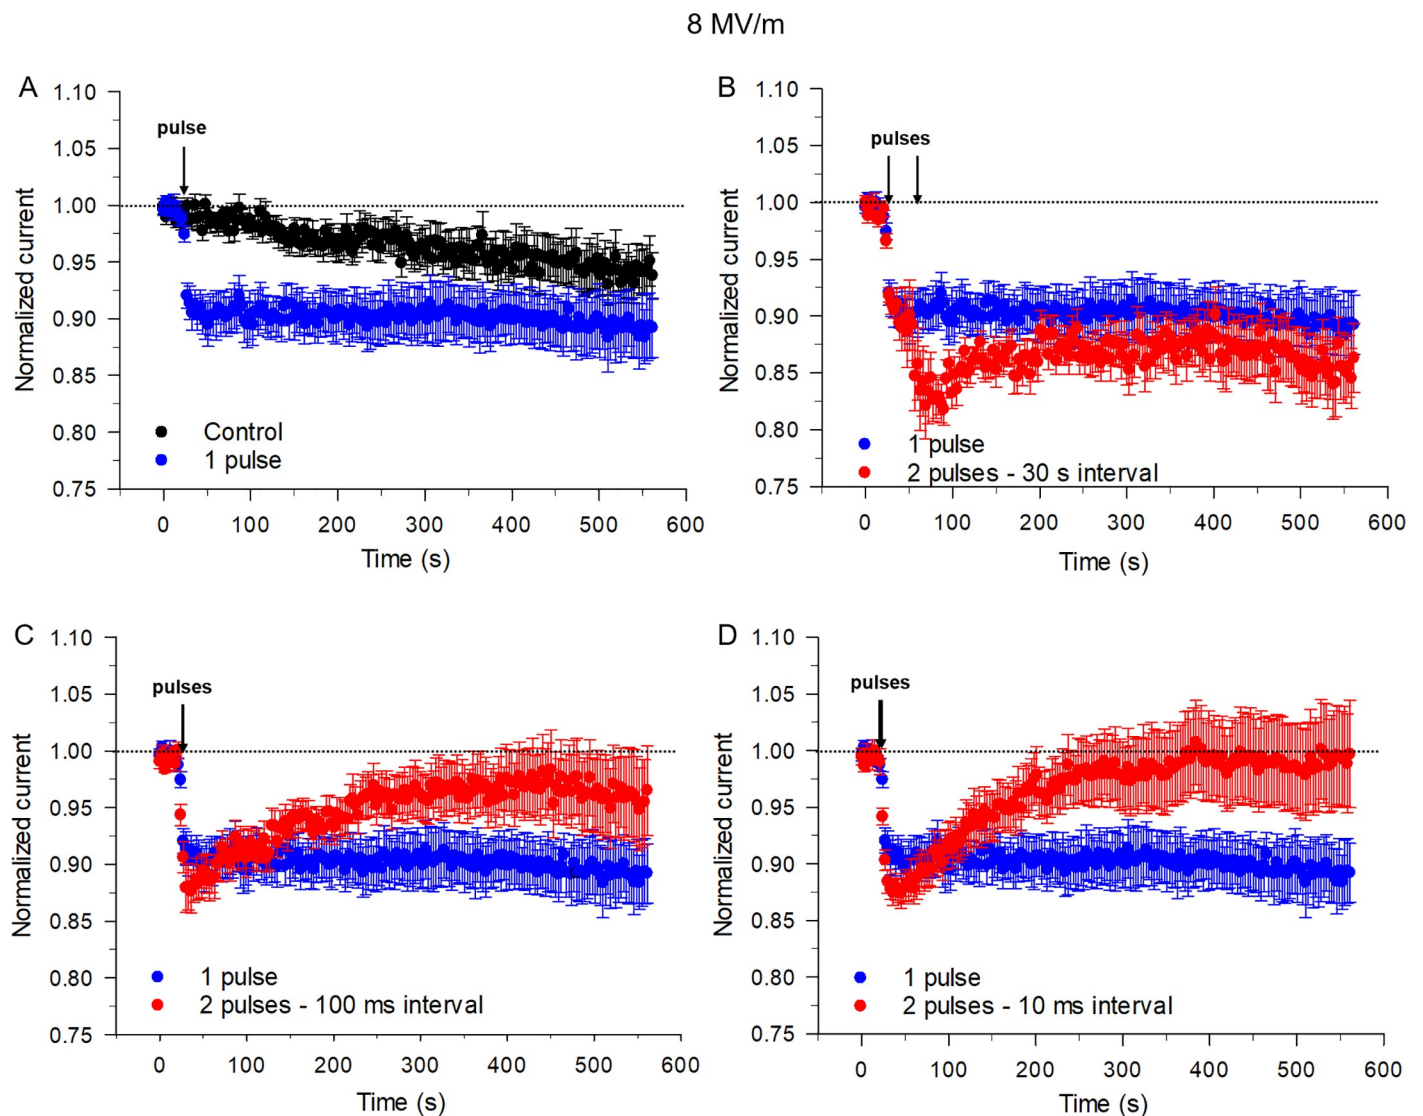 8 MV/m
A
1.10
1.05
1.00
0.95
0.90
0.85
0.80
0.75
Normalized current
pulse
Control
1 pulse
0 100 200 300 400 500 600
Time (s)
B
1.10
1.05
1.00
0.95
0.90
0.85
0.80
0.75
Normalized current
pulses
1 pulse
2 pulses - 30 s interval
0 100 200 300 400 500 600
Time (s)
C
1.10
1.05
1.00
0.95
0.90
0.85
0.80
0.75
Normalized current
pulses
1 pulse
2 pulses - 100 ms interval
0 100 200 300 400 500 600
Time (s)
D
1.10
1.05
1.00
0.95
0.90
0.85
0.80
0.75
Normalized current
pulses
1 pulse
2 pulses - 10 ms interval
0 100 200 300 400 500 600
Time (s)